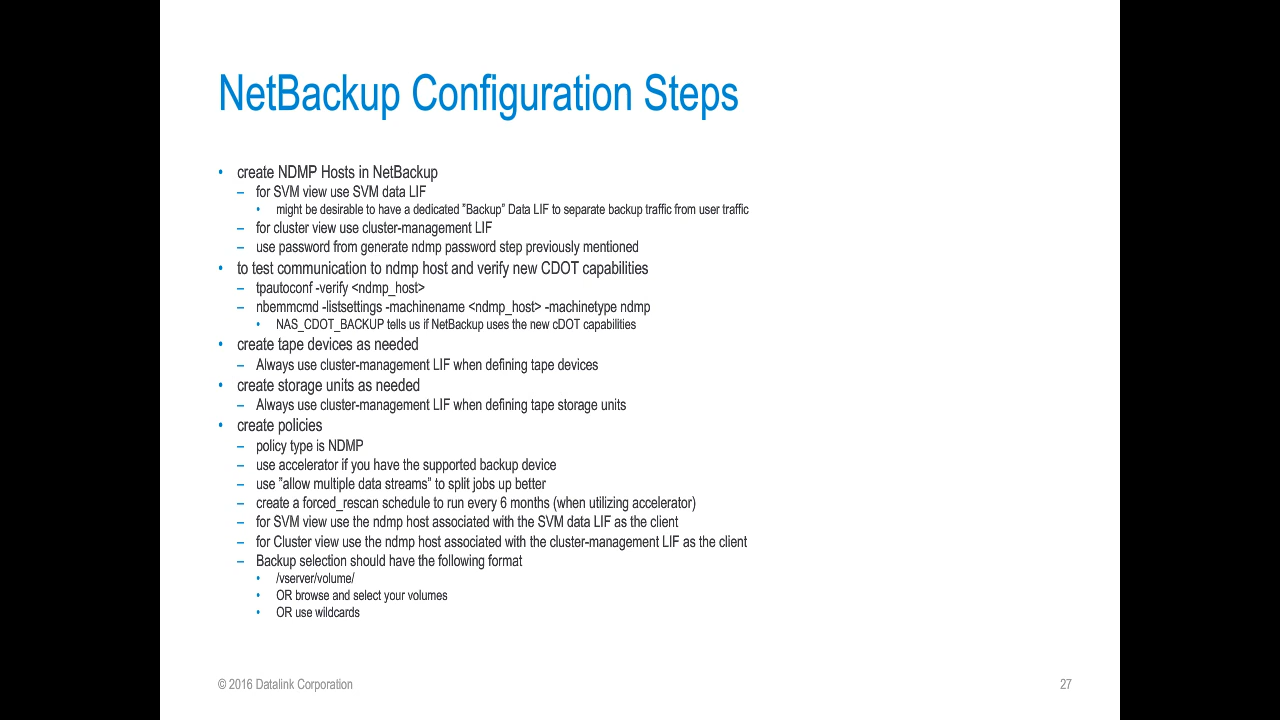 NetBackup Configuration Steps
• create NDMP Hosts in NetBackup
– for SVM view use SVM data LIF
• might be desirable to have a dedicated ”Backup” Data LIF to separate backup traffic from user traffic
– for cluster view use cluster-management LIF
– use password from generate ndmp password step previously mentioned
• to test communication to ndmp host and verify new CDOT capabilities
– tpautoconf -verify <ndmp_host>
– nbemmcmd -listsettings -machinename <ndmp_host> -machinetype ndmp
• NAS_CDOT_BACKUP tells us if NetBackup uses the new cDOT capabilities
• create tape devices as needed
– Always use cluster-management LIF when defining tape devices
• create storage units as needed
– Always use cluster-management LIF when defining tape storage units
• create policies
– policy type is NDMP
– use accelerator if you have the supported backup device
– use ”allow multiple data streams” to split jobs up better
– create a forced_rescan schedule to run every 6 months (when utilizing accelerator)
– for SVM view use the ndmp host associated with the SVM data LIF as the client
– for Cluster view use the ndmp host associated with the cluster-management LIF as the client
– Backup selection should have the following format
• /vserver/volume/
• OR browse and select your volumes
• OR use wildcards
© 2016 Datalink Corporation
27